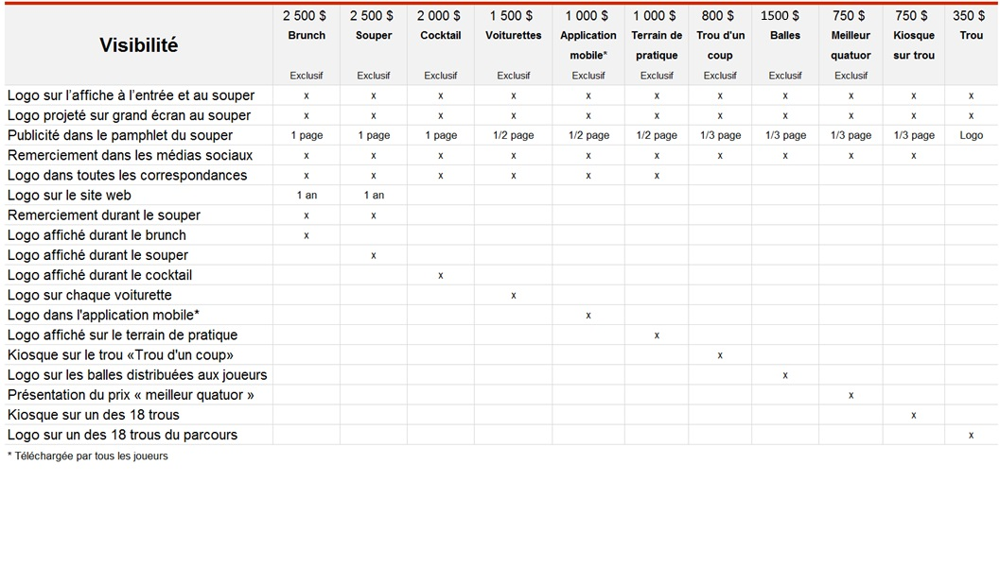 2 500 $ 2 500 $ 2 000 $ 1 500 $ 1 000 $ 1 000 $ 800 $ 1500 $ 750 $ 750 $ 350 $
Visibilité Brunch Souper Cocktail Voiturettes Application mobile* Terrain de pratique Trou d'un coup Balles Meilleur quatuor Kiosque sur trou Trou
Exclusif Exclusif Exclusif Exclusif Exclusif Exclusif Exclusif Exclusif Exclusif
Logo sur l'affiche à l'entrée et au souper x x x x x x x x x x x
Logo projeté sur grand écran au souper x x x x x x x x x x x
Publicité dans le pamphlet du souper 1 page 1 page 1 page 1/2 page 1/2 page 1/2 page 1/3 page 1/3 page 1/3 page 1/3 page Logo
Remerciement dans les médias sociaux x x x x x x x x x x
Logo dans toutes les correspondances x x x x x x
Logo sur le site web 1 an 1 an
Remerciement durant le souper x x
Logo affiché durant le brunch x
Logo affiché durant le souper x
Logo affiché durant le cocktail x
Logo sur chaque voiturette x
Logo dans l'application mobile* x
Logo affiché sur le terrain de pratique x
Kiosque sur le trou «Trou d'un coup» x
Logo sur les balles distribuées aux joueurs x
Présentation du prix « meilleur quatuor » x
Kiosque sur un des 18 trous x
Logo sur un des 18 trous du parcours x
* Téléchargée par tous les joueurs